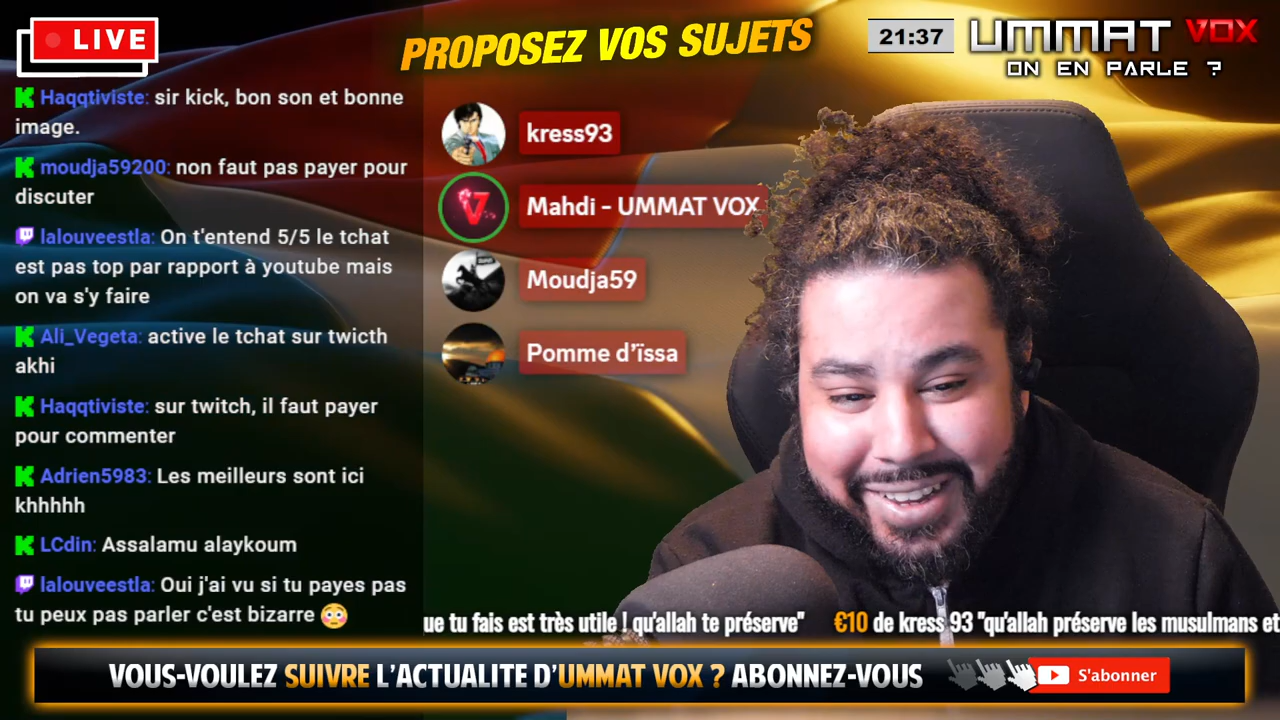 LIVE
PROPOSEZ VOS SUJETS
21:37
UMMAT VOX
ON EN PARLE ?
Haqqtiviste: sir kick, bon son et bonne
image.
moudja59200: non faut pas payer pour
discuter
lalouveestla: On t'entend 5/5 le tchat
est pas top par rapport à youtube mais
on va s'y faire
Ali_Vegeta: active le tchat sur twicth
akhi
Haqqtiviste: sur twitch, il faut payer
pour commenter
Adrien5983: Les meilleurs sont ici
khhhhh
LCdin: Assalamu alaykoum
lalouveestla: Oui j'ai vu si tu payes pas
tu peux pas parler c'est bizarre 😳
kress93
Mahdi - UMMAT VOX
Moudja59
Pomme d'ïssa
ue tu fais est très utile ! qu'allah te préserve" €10 de kress 93 "qu'allah préserve les musulmans et
VOUS-VOULEZ SUIVRE L'ACTUALITE D'UMMAT VOX ? ABONNEZ-VOUS
S'abonner